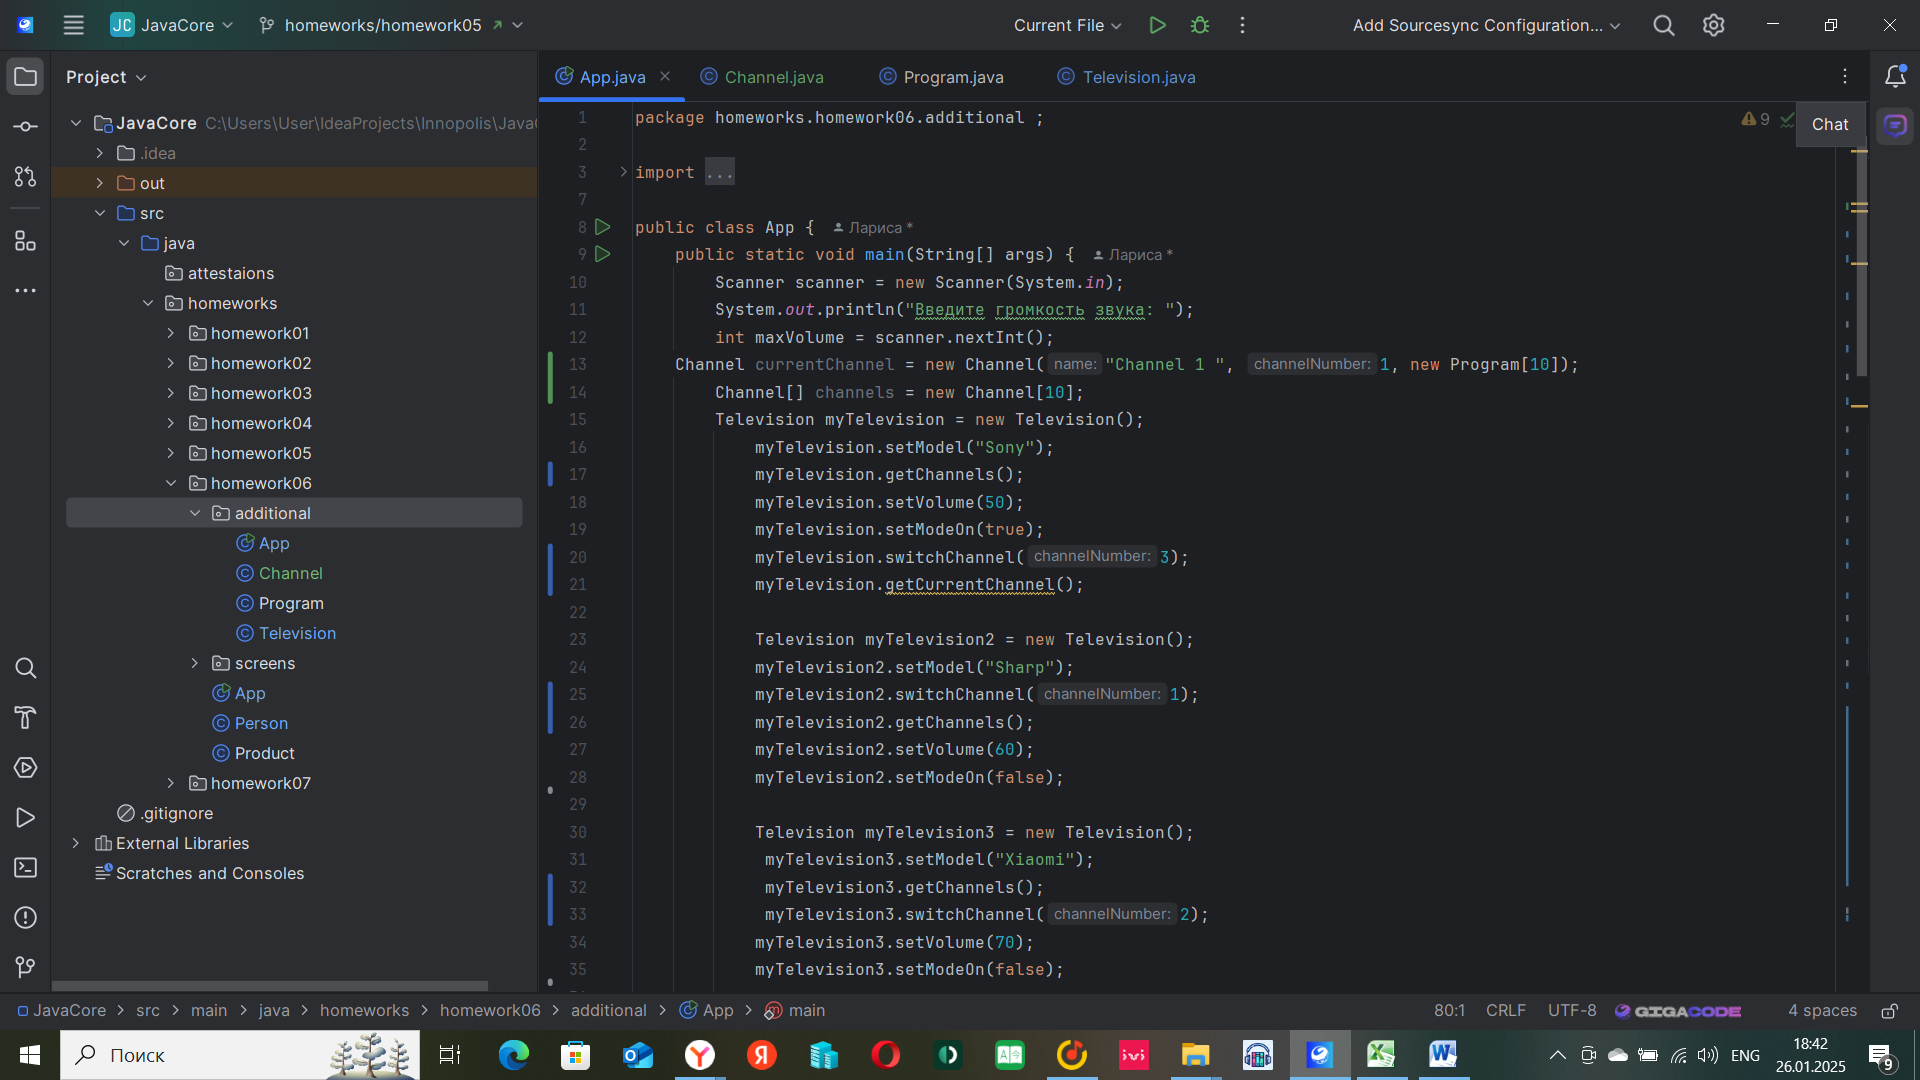 JC JavaCore homeworks/homework05 Current File Add Sourcesync Configuration...
Project
App.java Channel.java Program.java Television.java
JavaCore C:\Users\User\IdeaProjects\Innopolis\Java
.idea
out
src
java
attestaions
homeworks
homework01
homework02
homework03
homework04
homework05
homework06
additional
App
Channel
Program
Television
screens
App
Person
Product
homework07
.gitignore
External Libraries
Scratches and Consoles
9
Chat
1 package homeworks.homework06.additional ;
2
3 import ...
7
8 public class App { Лариса *
9 public static void main(String[] args) { Лариса *
10 Scanner scanner = new Scanner(System.in);
11 System.out.println("Введите громкость звука: ");
12 int maxVolume = scanner.nextInt();
13 Channel currentChannel = new Channel( name: "Channel 1 ", channelNumber: 1, new Program[10]);
14 Channel[] channels = new Channel[10];
15 Television myTelevision = new Television();
16 myTelevision.setModel("Sony");
17 myTelevision.getChannels();
18 myTelevision.setVolume(50);
19 myTelevision.setModeOn(true);
20 myTelevision.switchChannel( channelNumber: 3);
21 myTelevision.getCurrentChannel();
22
23 Television myTelevision2 = new Television();
24 myTelevision2.setModel("Sharp");
25 myTelevision2.switchChannel( channelNumber: 1);
26 myTelevision2.getChannels();
27 myTelevision2.setVolume(60);
28 myTelevision2.setModeOn(false);
29
30 Television myTelevision3 = new Television();
31 myTelevision3.setModel("Xiaomi");
32 myTelevision3.getChannels();
33 myTelevision3.switchChannel( channelNumber: 2);
34 myTelevision3.setVolume(70);
35 myTelevision3.setModeOn(false);
JavaCore > src > main > java > homeworks > homework06 > additional > App > main 80:1 CRLF UTF-8 GIGACODE 4 spaces
Поиск
ivi
ENG
18:42
26.01.2025
9